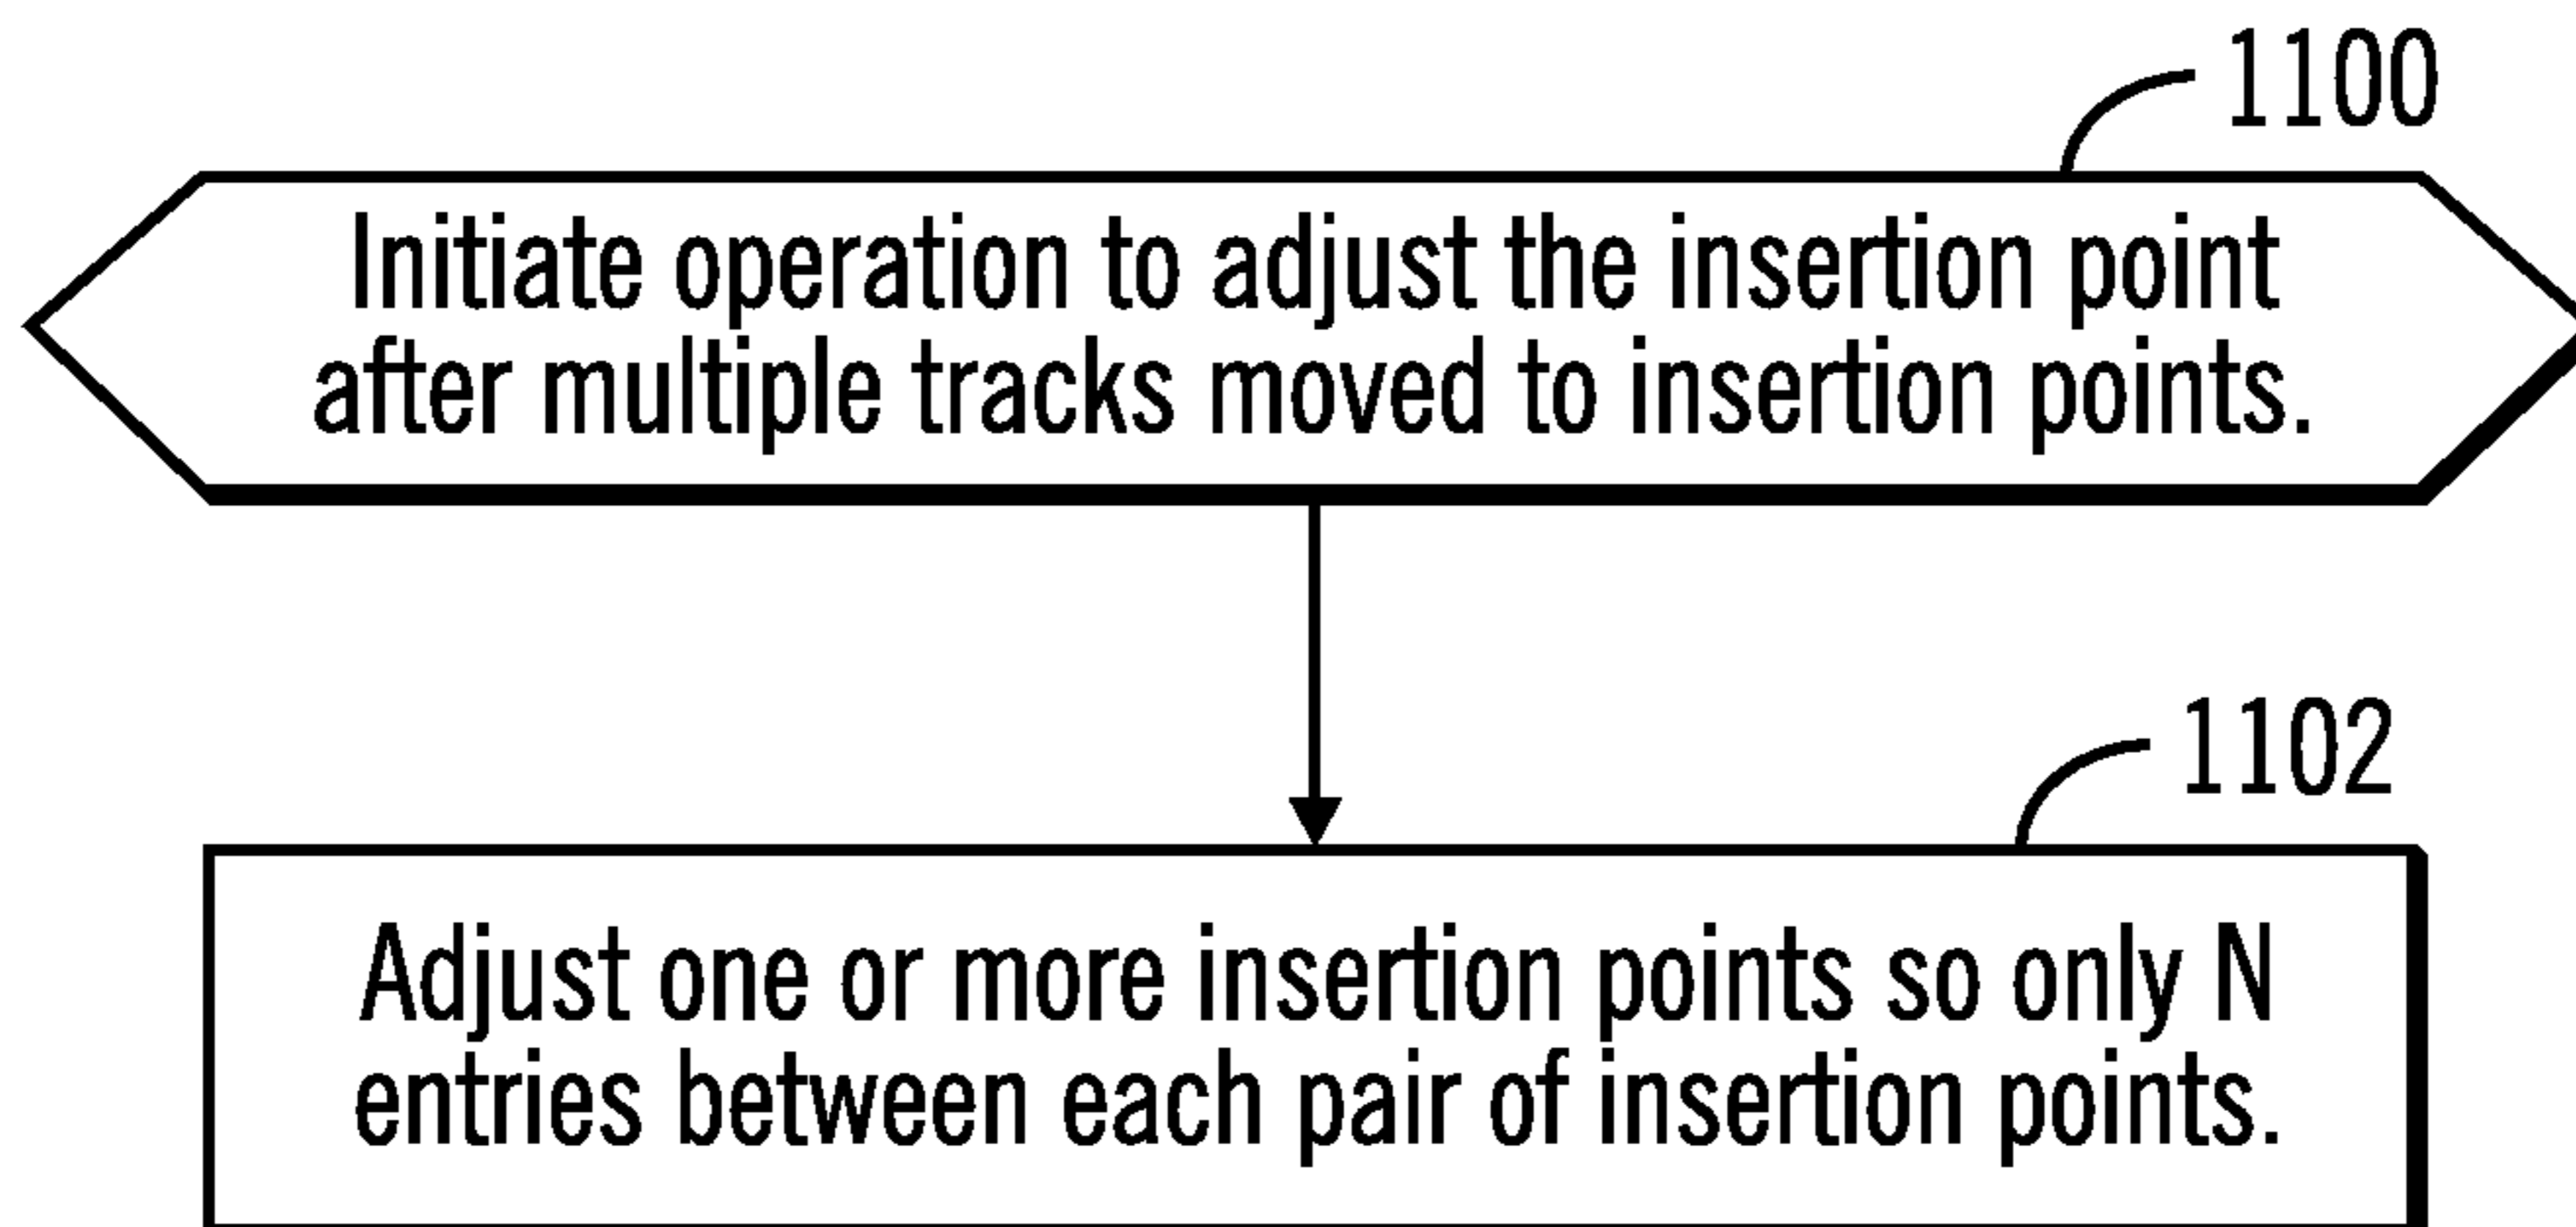 1100
Initiate operation to adjust the insertion point
after multiple tracks moved to insertion points.
1102
Adjust one or more insertion points so only N
entries between each pair of insertion points.